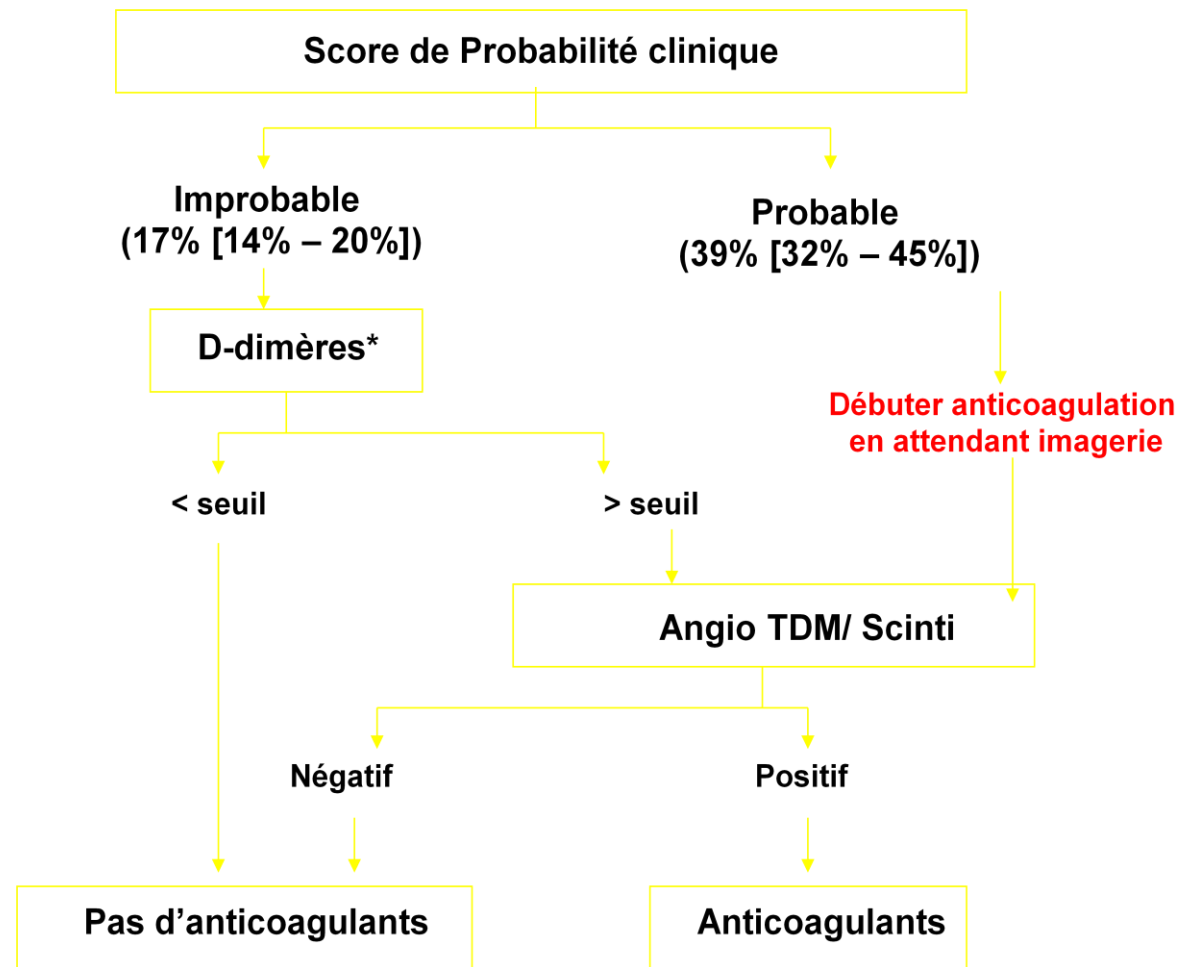 Score de Probabilité clinique
Improbable
(17% [14% – 20%])
Probable
(39% [32% – 45%])
D-dimères*
Débuter anticoagulation
en attendant imagerie
< seuil
> seuil
Angio TDM/ Scinti
Négatif
Positif
Pas d’anticoagulants
Anticoagulants